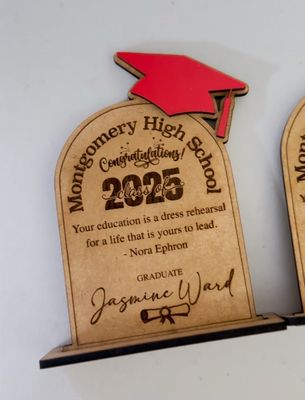 Montgomery High School
Congratulations!
class of
2025
Your education is a dress rehearsal
for a life that is yours to lead.
- Nora Ephron
GRADUATE
Jasmine Ward